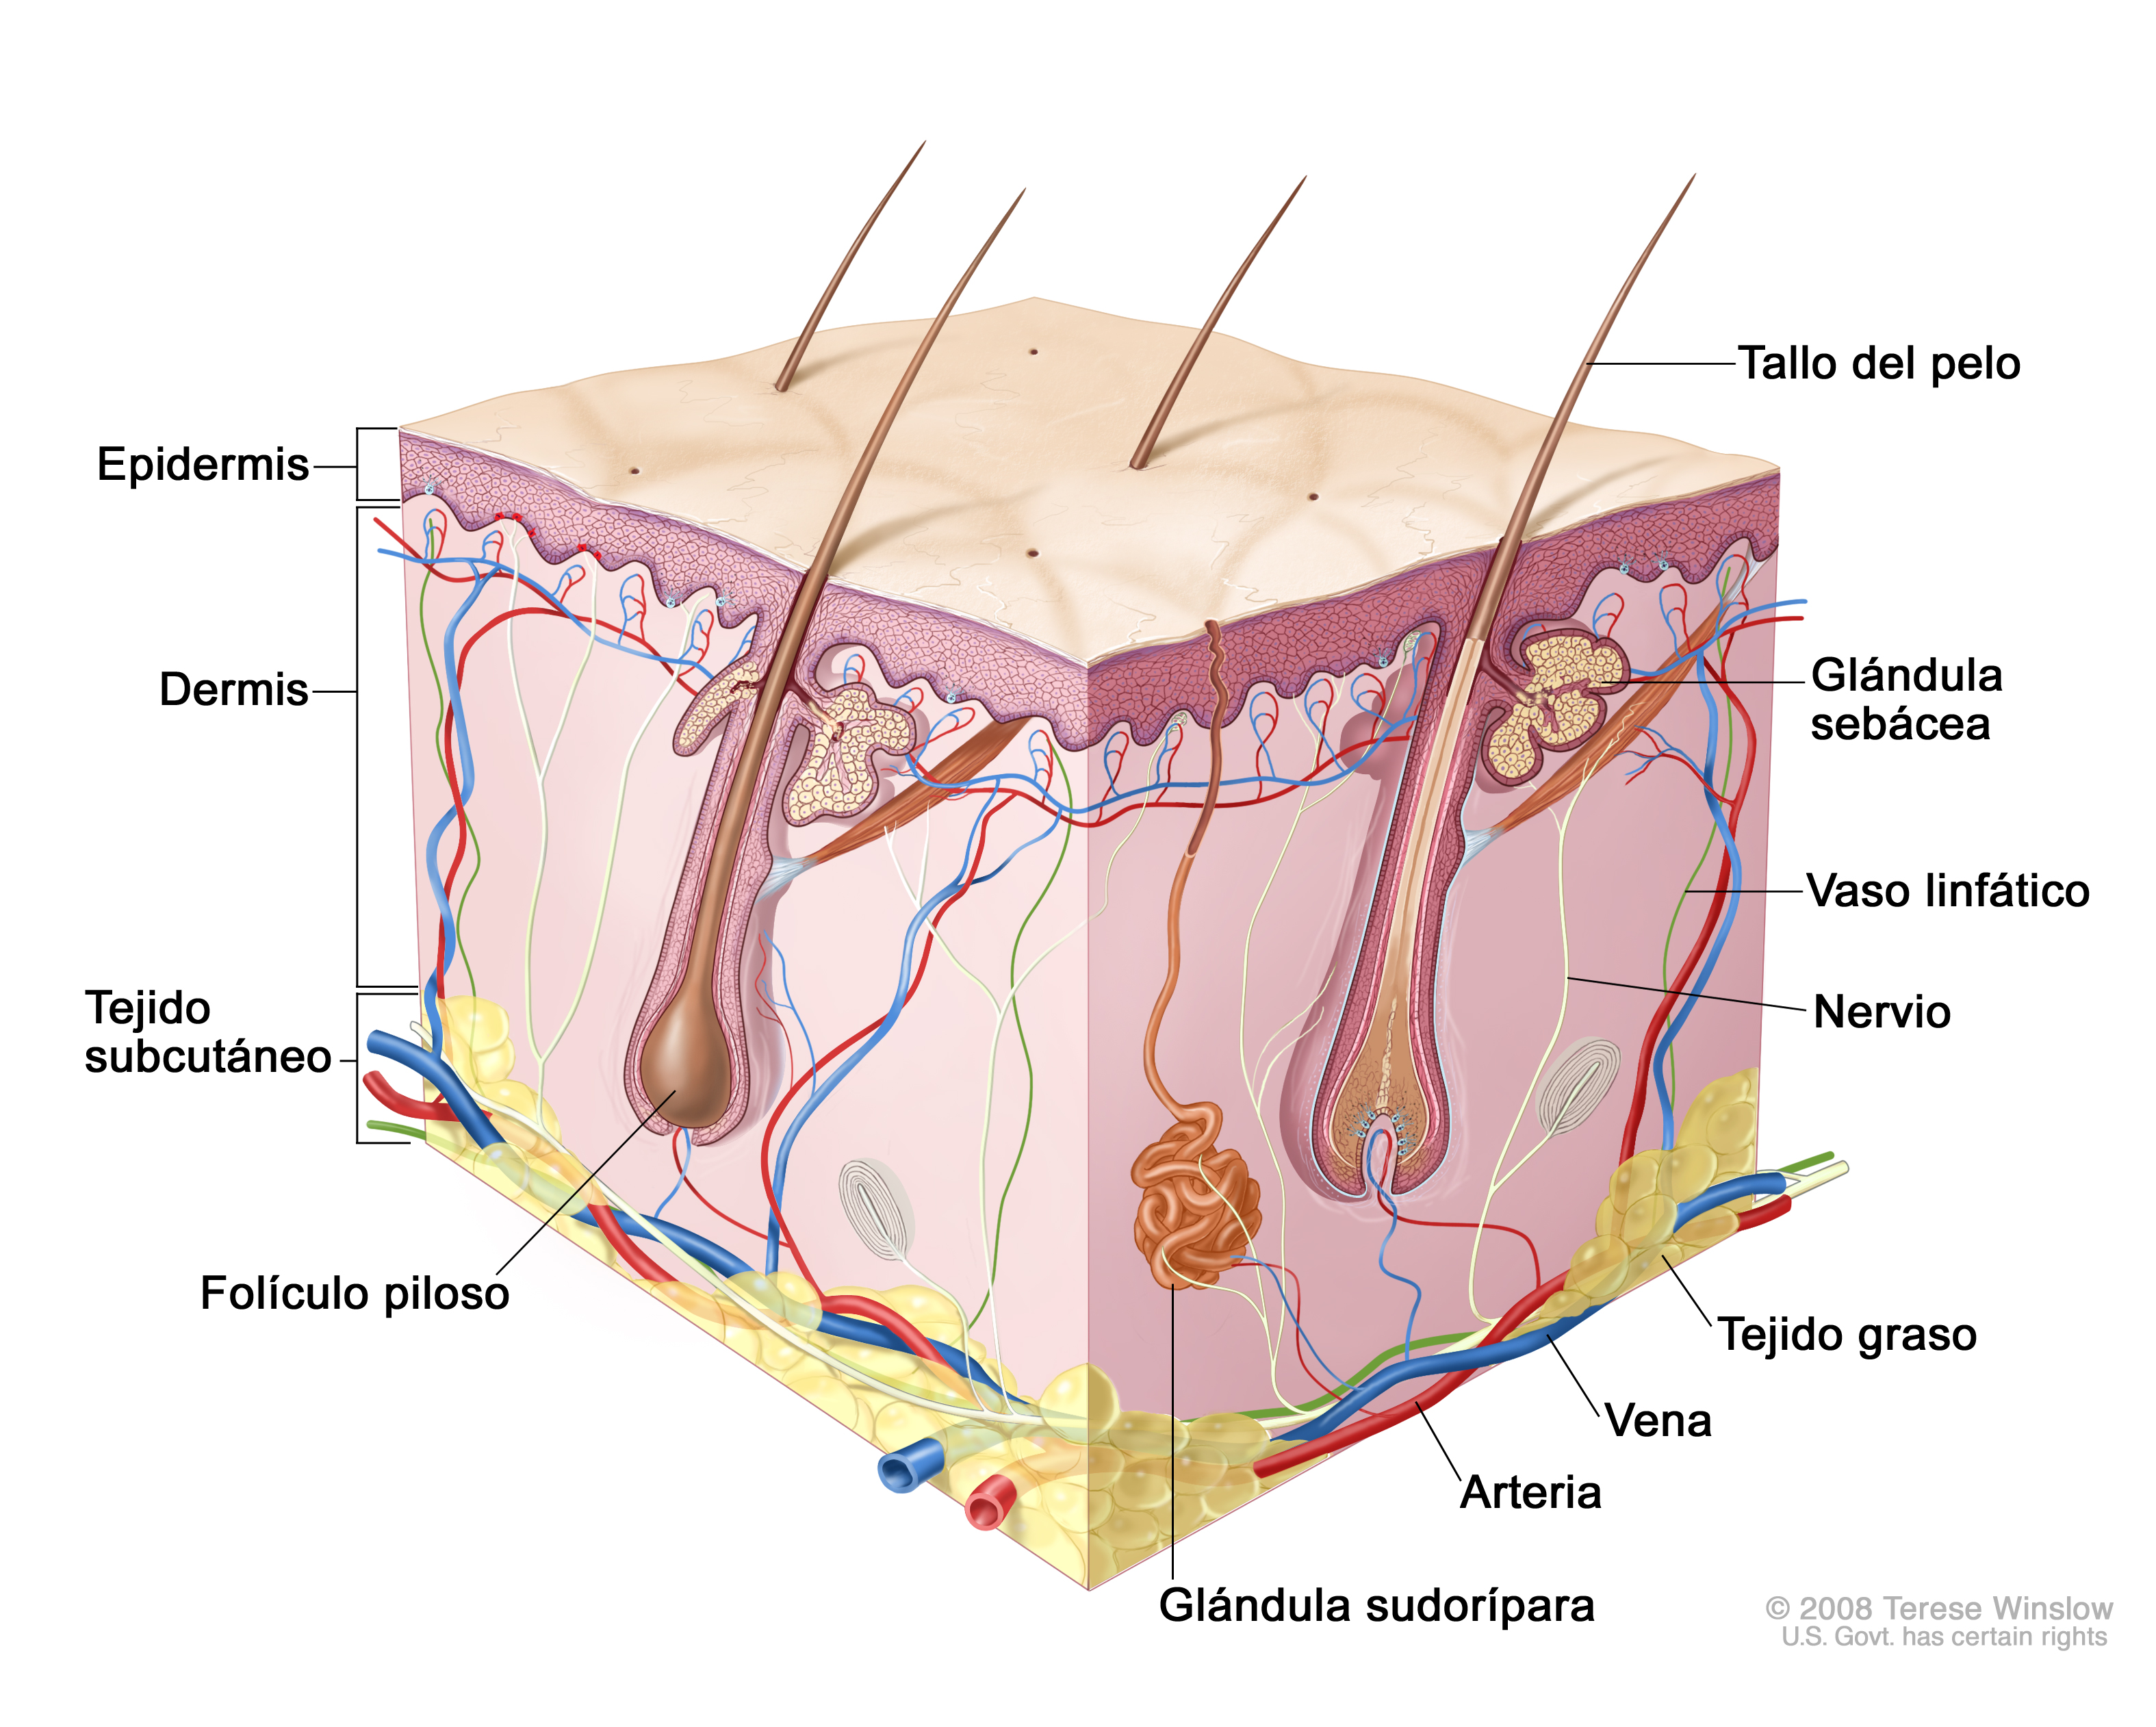 Tallo del pelo
Epidermis
Dermis
Glándula
sebácea
Vaso linfático
Tejido
subcutáneo
Nervio
Folículo piloso
Tejido graso
Vena
Arteria
Glándula sudorípara
© 2008 Terese Winslow
U.S. Govt. has certain rights